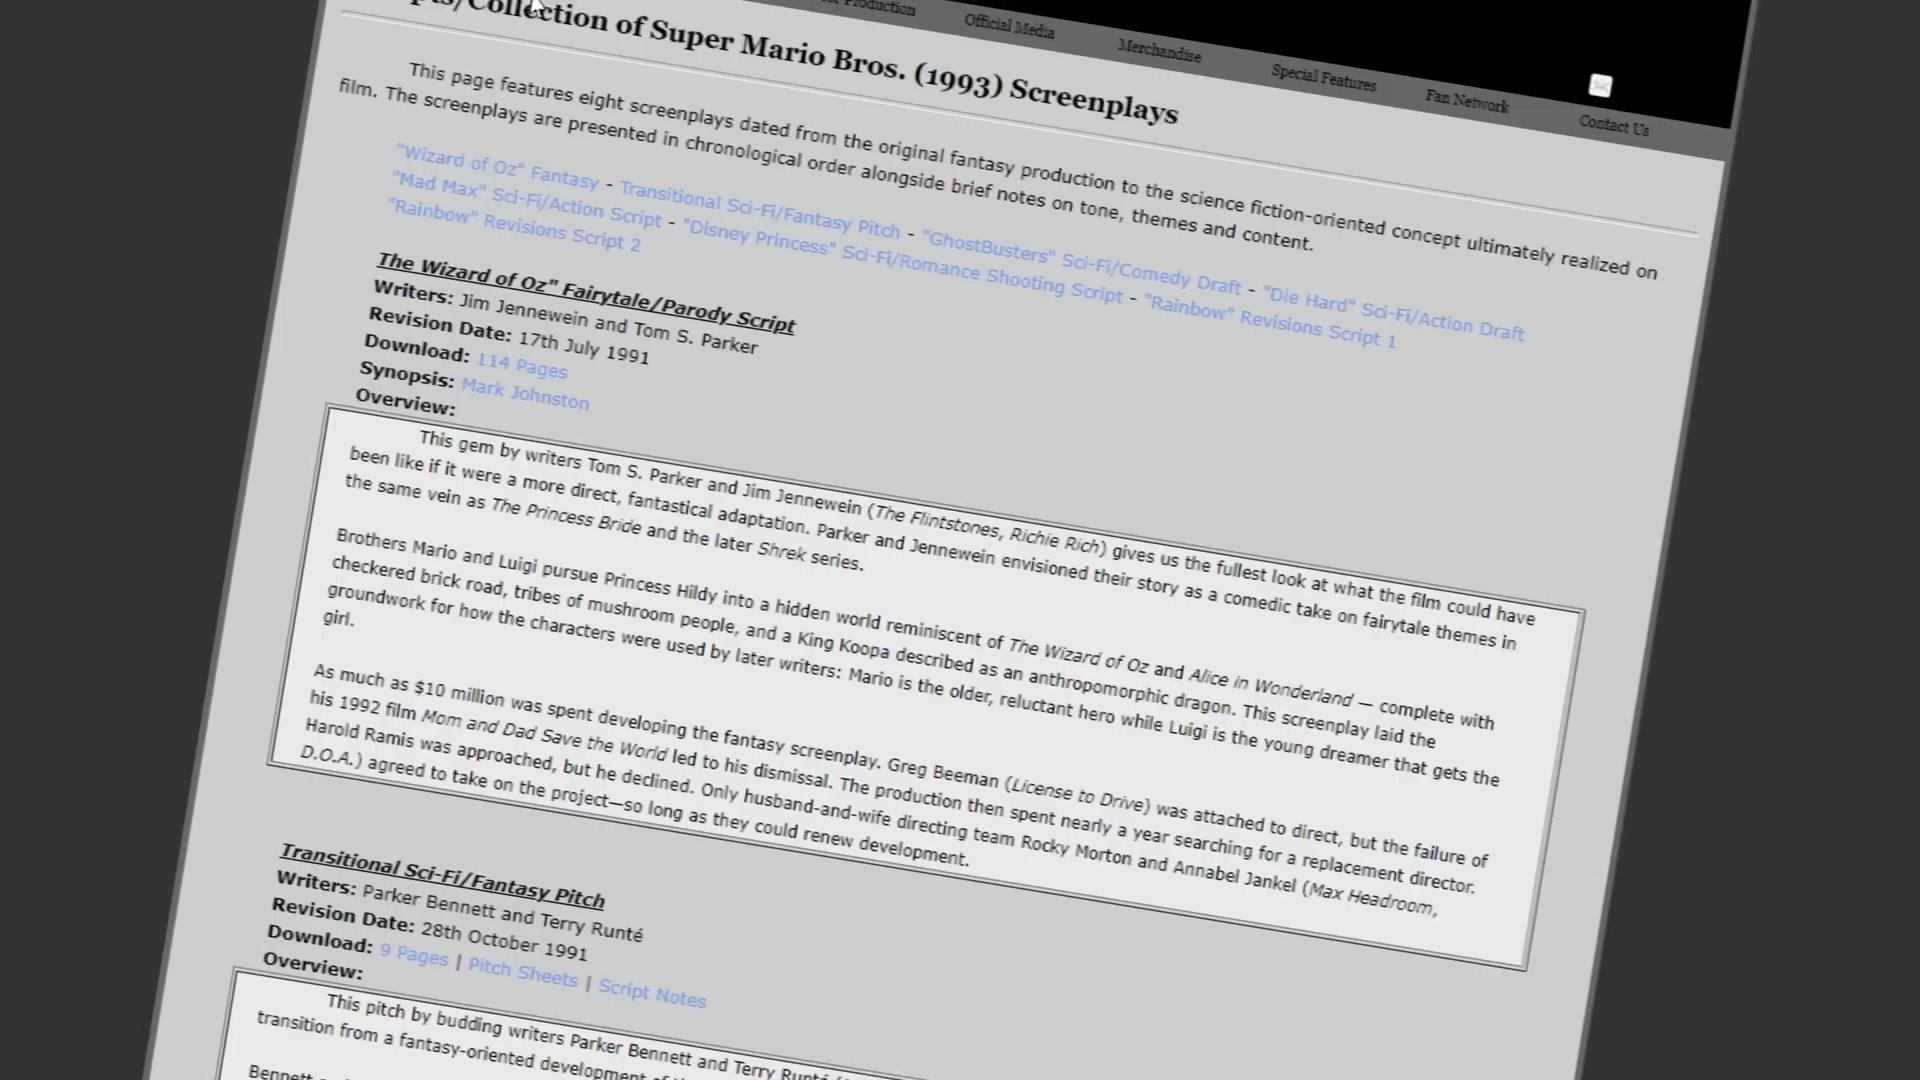 Production
Official Media
Merchandise
Special Features
Fan Network
Contact Us
/Collection of Super Mario Bros. (1993) Screenplays
This page features eight screenplays dated from the original fantasy production to the science fiction-oriented concept ultimately realized on
film. The screenplays are presented in chronological order alongside brief notes on tone, themes and content.
"Wizard of Oz" Fantasy - Transitional Sci-Fi/Fantasy Pitch - "GhostBusters" Sci-Fi/Comedy Draft - "Die Hard" Sci-Fi/Action Draft
"Mad Max" Sci-Fi/Action Script - "Disney Princess" Sci-Fi/Romance Shooting Script - "Rainbow" Revisions Script 1
"Rainbow" Revisions Script 2
The Wizard of Oz" Fairytale/Parody Script
Writers: Jim Jennewein and Tom S. Parker
Revision Date: 17th July 1991
Download: 114 Pages
Synopsis: Mark Johnston
Overview:
This gem by writers Tom S. Parker and Jim Jennewein (The Flintstones, Richie Rich) gives us the fullest look at what the film could have
been like if it were a more direct, fantastical adaptation. Parker and Jennewein envisioned their story as a comedic take on fairytale themes in
the same vein as The Princess Bride and the later Shrek series.
Brothers Mario and Luigi pursue Princess Hildy into a hidden world reminiscent of The Wizard of Oz and Alice in Wonderland — complete with
checkered brick road, tribes of mushroom people, and a King Koopa described as an anthropomorphic dragon. This screenplay laid the
groundwork for how the characters were used by later writers: Mario is the older, reluctant hero while Luigi is the young dreamer that gets the
girl.
As much as $10 million was spent developing the fantasy screenplay. Greg Beeman (License to Drive) was attached to direct, but the failure of
his 1992 film Mom and Dad Save the World led to his dismissal. The production then spent nearly a year searching for a replacement director.
Harold Ramis was approached, but he declined. Only husband-and-wife directing team Rocky Morton and Annabel Jankel (Max Headroom,
D.O.A.) agreed to take on the project—so long as they could renew development.
Transitional Sci-Fi/Fantasy Pitch
Writers: Parker Bennett and Terry Runté
Revision Date: 28th October 1991
Download: 9 Pages | Pitch Sheets | Script Notes
Overview:
This pitch by budding writers Parker Bennett and Terry Runté
transition from a fantasy-oriented development of
Bennett